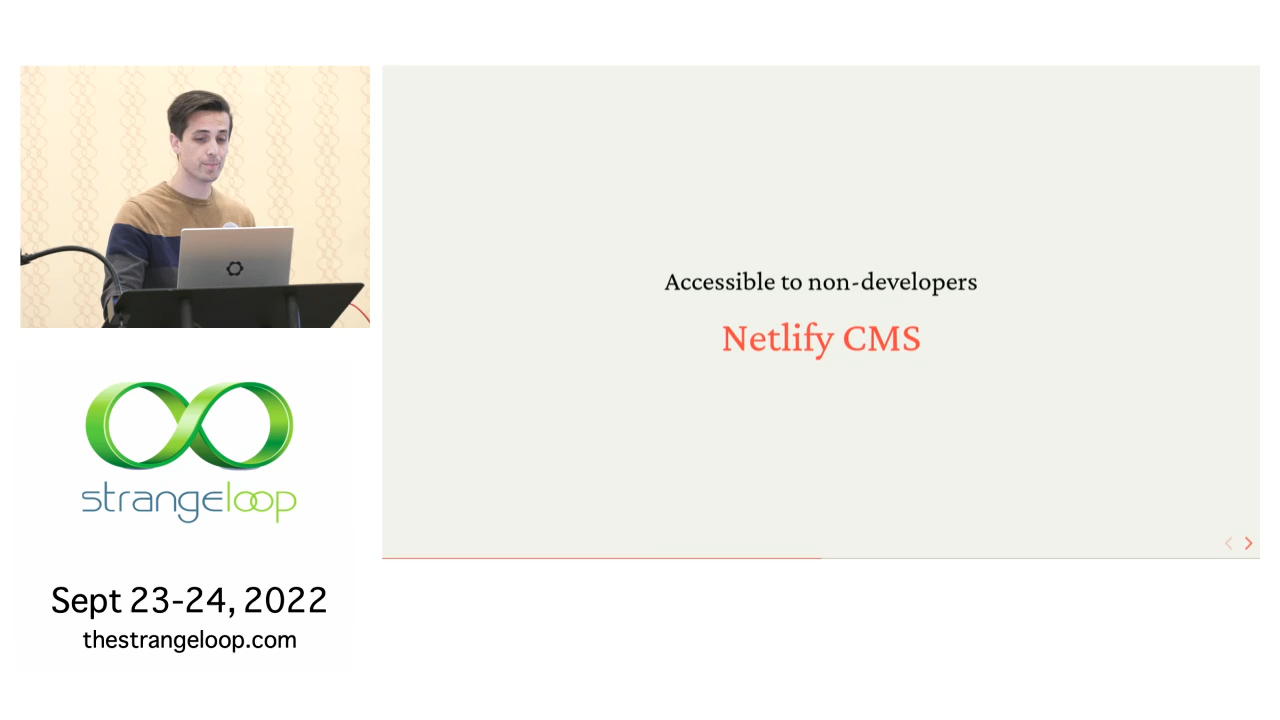 Accessible to non-developers
Netlify CMS
strangeloop
Sept 23-24, 2022
thestrangeloop.com